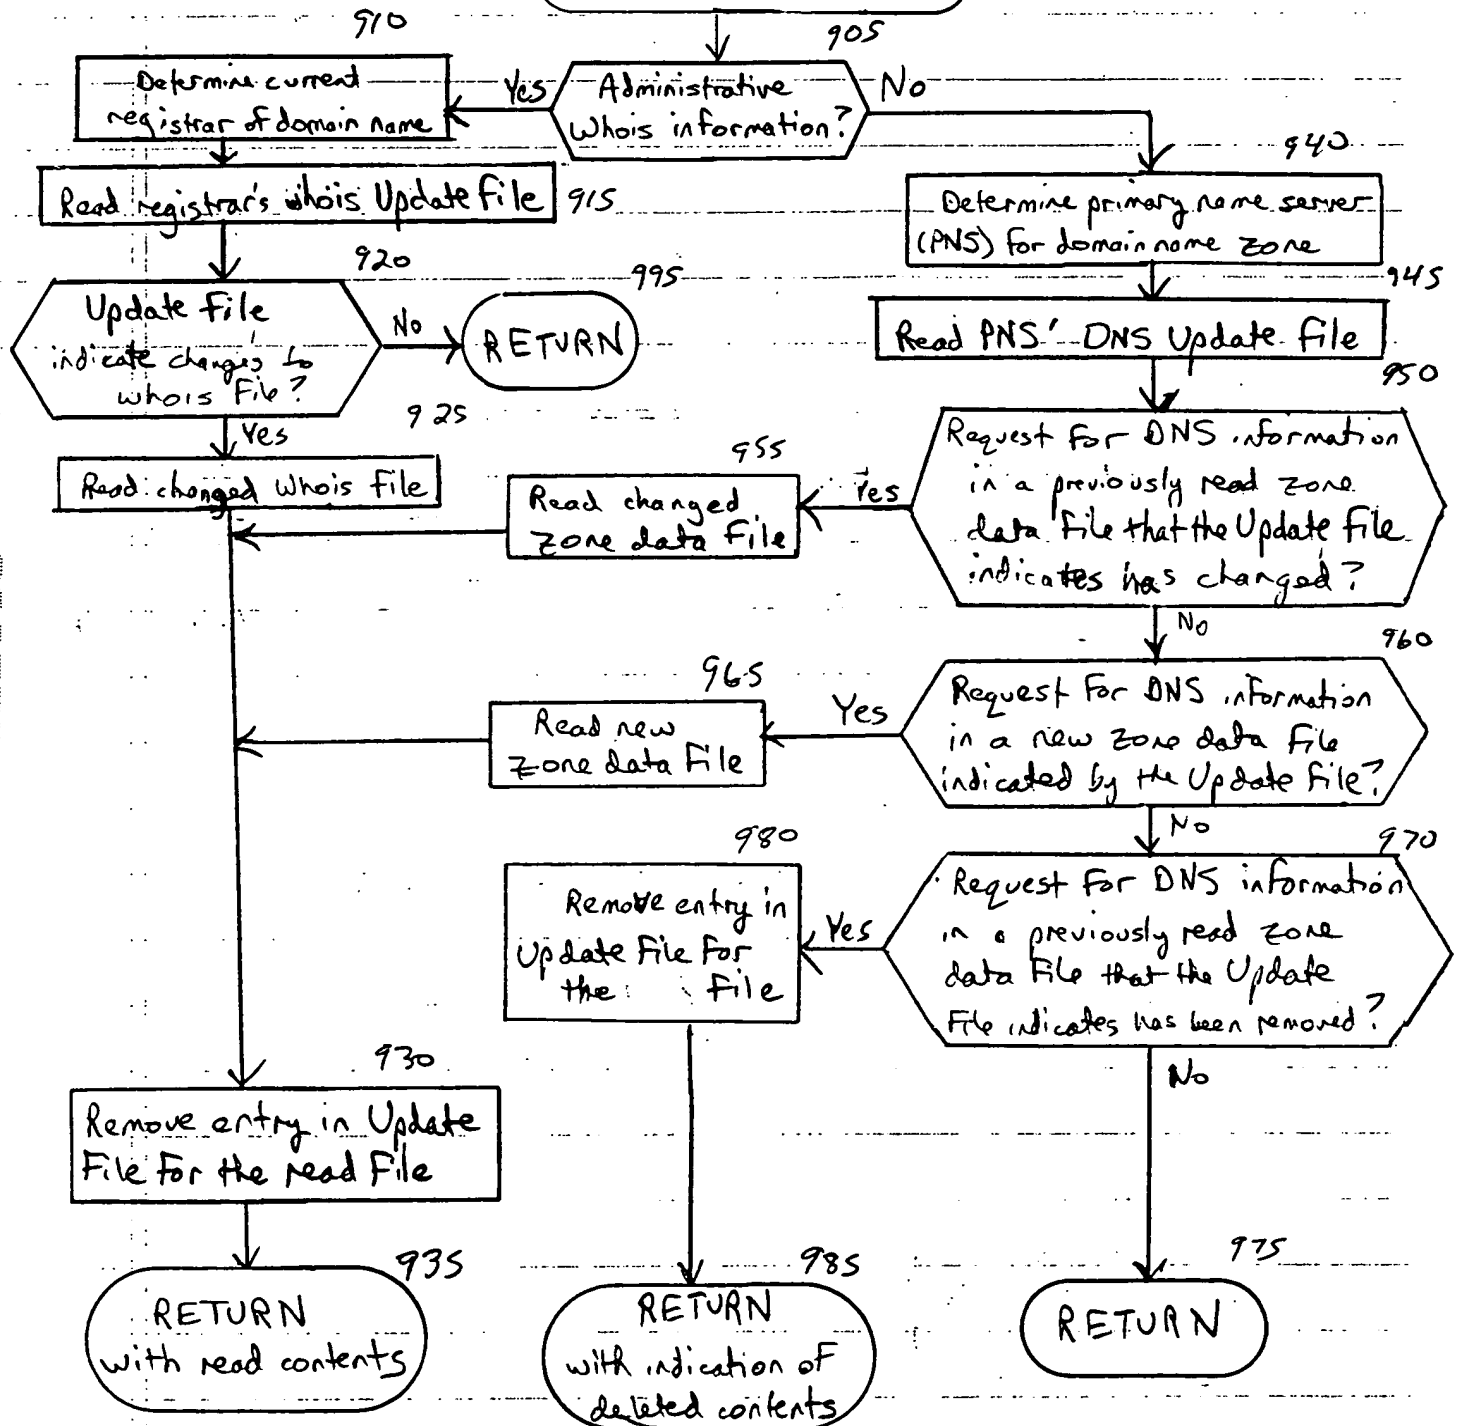 910
905
Determine current
registrar of domain name
Yes
Administrative
Whois information?
No
940
Read registrar's whois Update File
915
Determine primary name server
(PNS) for domain name zone
920
995
945
Update File
indicate changes to
whois File?
No
RETURN
Read PNS' DNS Update File
950
925
Yes
Read changed Whois File
955
Read changed
zone data File
Yes
Request For DNS information
in a previously read zone
data File that the Update File
indicates has changed?
No
960
965
Read new
zone data File
Yes
Request For DNS information
in a new zone data File
indicated by the Update File?
No
970
980
Remove entry in
Update File For
the File
Yes
Request For DNS information
in a previously read zone
data File that the Update
File indicates has been removed?
No
930
Remove entry in Update
File For the read File
935
RETURN
with read contents
985
RETURN
with indication of
deleted contents
975
RETURN